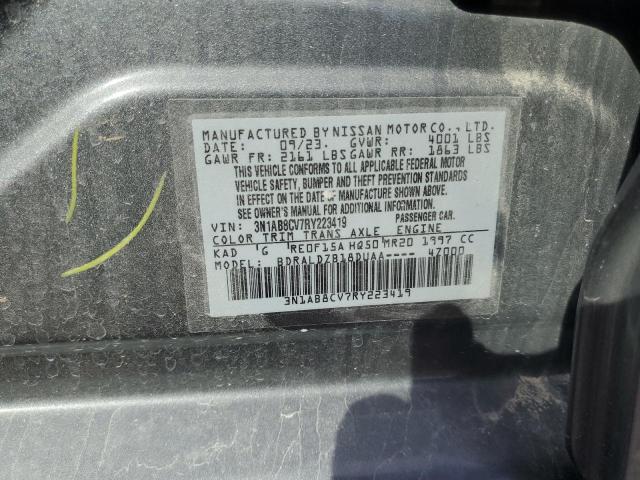 MANUFACTURED BY NISSAN MOTOR CO., LTD.
DATE: 09/23. GVWR: 4001 LBS
GAWR FR: 2161 LBS GAWR RR: 1863 LBS
THIS VEHICLE CONFORMS TO ALL APPLICABLE FEDERAL MOTOR
VEHICLE SAFETY, BUMPER AND THEFT PREVENTION STANDARDS
IN EFFECT ON THE DATE OF MANUFACTURE SHOWN ABOVE.
SEE OWNER'S MANUAL FOR ADDITIONAL INFORMATION.
VIN: 3N1AB8CV7RY223419 PASSENGER CAR.
COLOR TRIM TRANS AXLE ENGINE
KAD 'G 'RE0F15A HQ50 MR20 1997 CC
MODEL: BDRALDZB18DUAA---- 4Z000
3N1AB8CV7RY223419